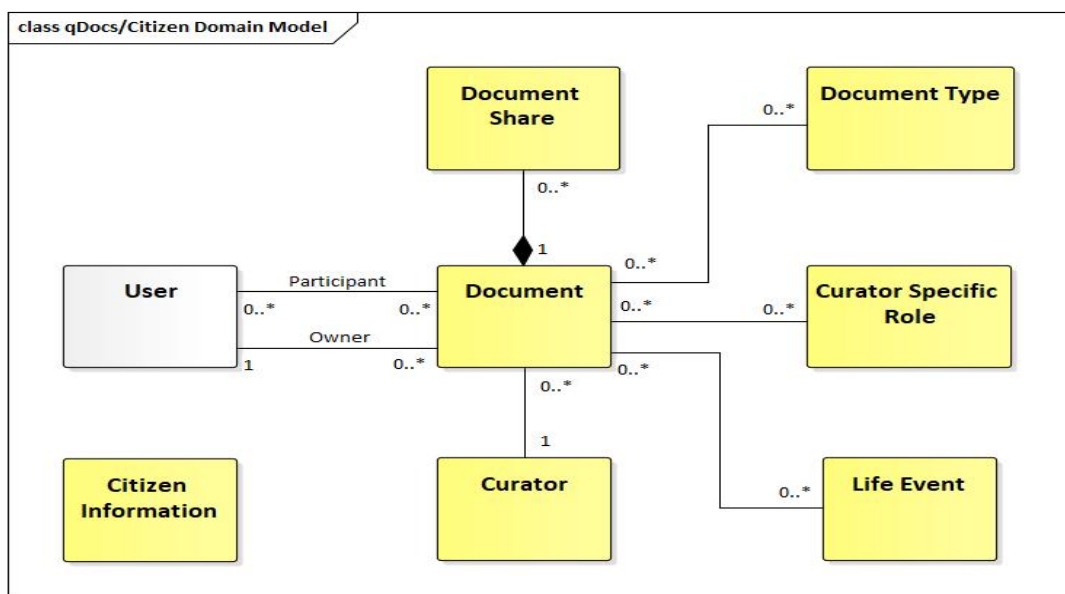 class qDocs/Citizen Domain Model
Document
Share
Document Type
0..*
0..*
1
0..*
User
Participant
0..*
0..*
Document
0..*
0..*
Curator Specific
Role
Owner
1
0..*
0..*
0..*
1
Citizen
Information
Curator
0..*
Life Event